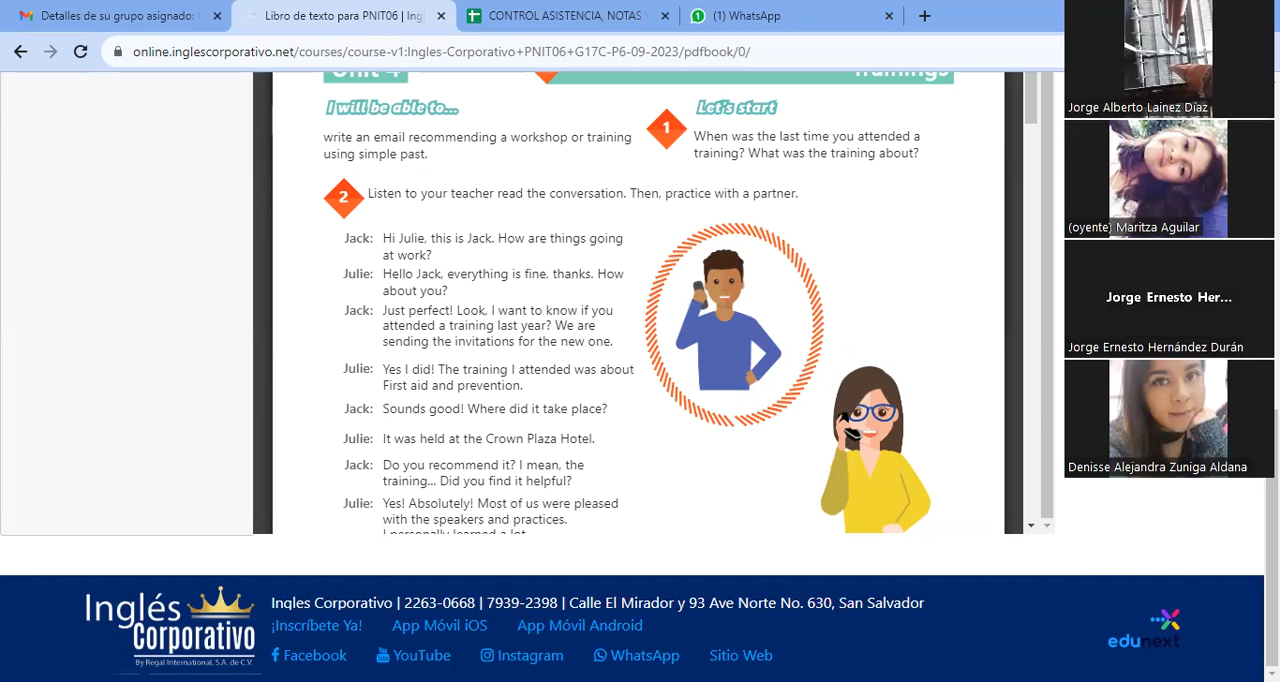 Detalles de su grupo asignado:
Libro de texto para PNIT06 | Ing
CONTROL ASISTENCIA, NOTAS
(1) WhatsApp
online.inglescorporativo.net/courses/course-v1:Ingles-Corporativo+PNIT06+G17C-P6-09-2023/pdfbook/0/
Unit 4
Trainings
I will be able to...
write an email recommending a workshop or training
using simple past.
1
Let's start
When was the last time you attended a
training? What was the training about?
2
Listen to your teacher read the conversation. Then, practice with a partner.
Jack: Hi Julie, this is Jack. How are things going
at work?
Julie: Hello Jack, everything is fine, thanks. How
about you?
Jack: Just perfect! Look, I want to know if you
attended a training last year? We are
sending the invitations for the new one.
Julie: Yes I did! The training I attended was about
First aid and prevention.
Jack: Sounds good! Where did it take place?
Julie: It was held at the Crown Plaza Hotel.
Jack: Do you recommend it? I mean, the
training... Did you find it helpful?
Julie: Yes! Absolutely! Most of us were pleased
with the speakers and practices.
I personally learned a lot.
Jorge Alberto Lainez Díaz
(oyente) Maritza Aguilar
Jorge Ernesto Her...
Jorge Ernesto Hernández Durán
Denisse Alejandra Zuniga Aldana
Inglés
Corporativo
By Regal International, S.A. de C.V.
Ingles Corporativo | 2263-0668 | 7939-2398 | Calle El Mirador y 93 Ave Norte No. 630, San Salvador
¡Inscríbete Ya! App Móvil iOS App Móvil Android
Facebook YouTube Instagram WhatsApp Sitio Web
edunext